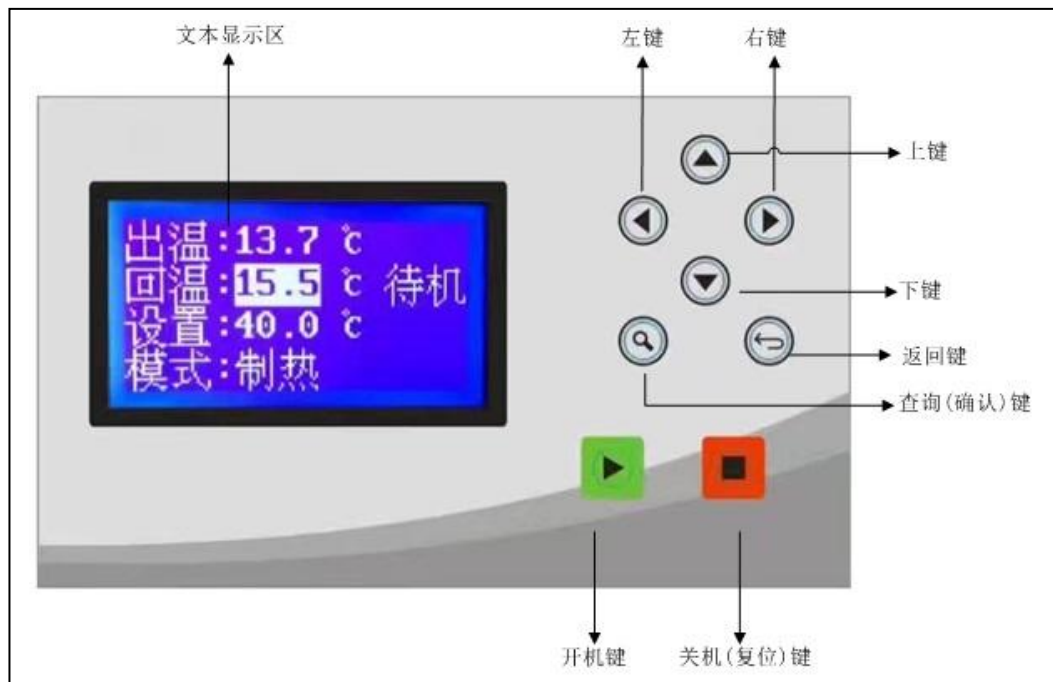 文本显示区
左键
右键
上键
出温:13.7 ℃
回温:15.5 ℃ 待机
设置:40.0 ℃
模式:制热
下键
返回键
查询(确认)键
开机键
关机(复位)键